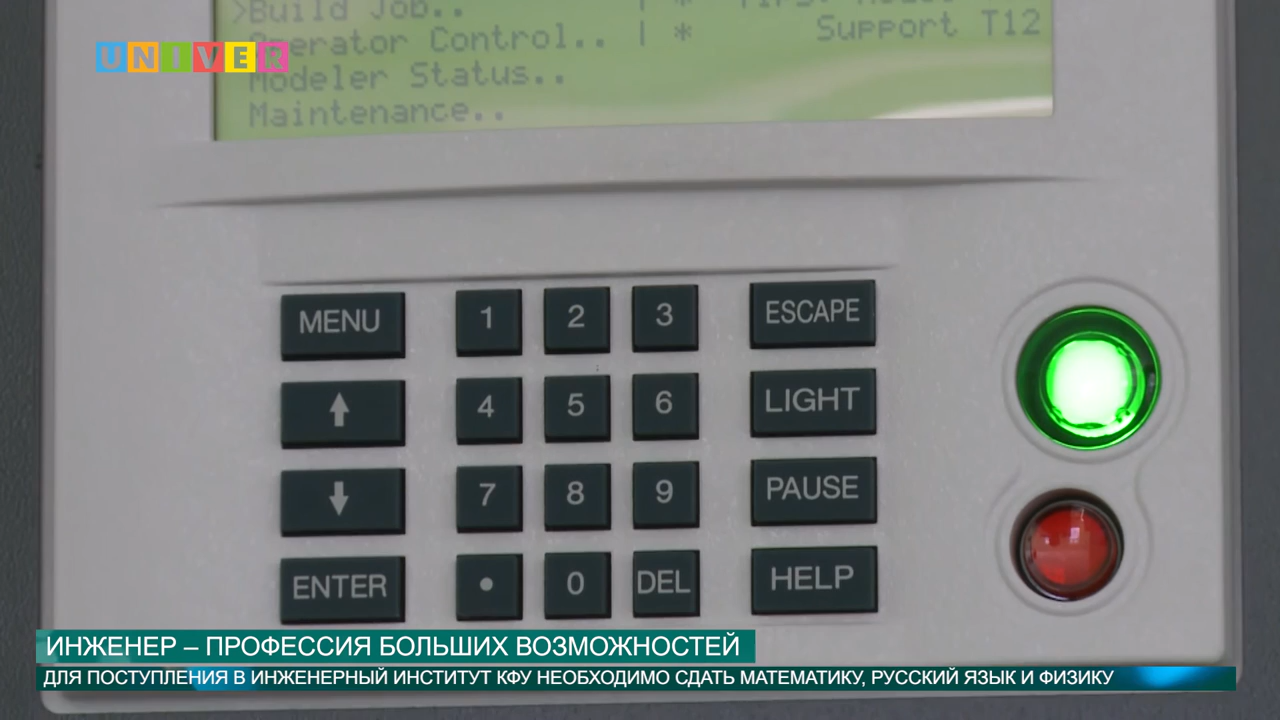 >Build Job.. | *
Operator Control.. | * Support T12
Modeler Status..
Maintenance..
UNIVER
MENU 1 2 3 ESCAPE
4 5 6 LIGHT
7 8 9 PAUSE
ENTER • 0 DEL HELP
ИНЖЕНЕР – ПРОФЕССИЯ БОЛЬШИХ ВОЗМОЖНОСТЕЙ
ДЛЯ ПОСТУПЛЕНИЯ В ИНЖЕНЕРНЫЙ ИНСТИТУТ КФУ НЕОБХОДИМО СДАТЬ МАТЕМАТИКУ, РУССКИЙ ЯЗЫК И ФИЗИКУ